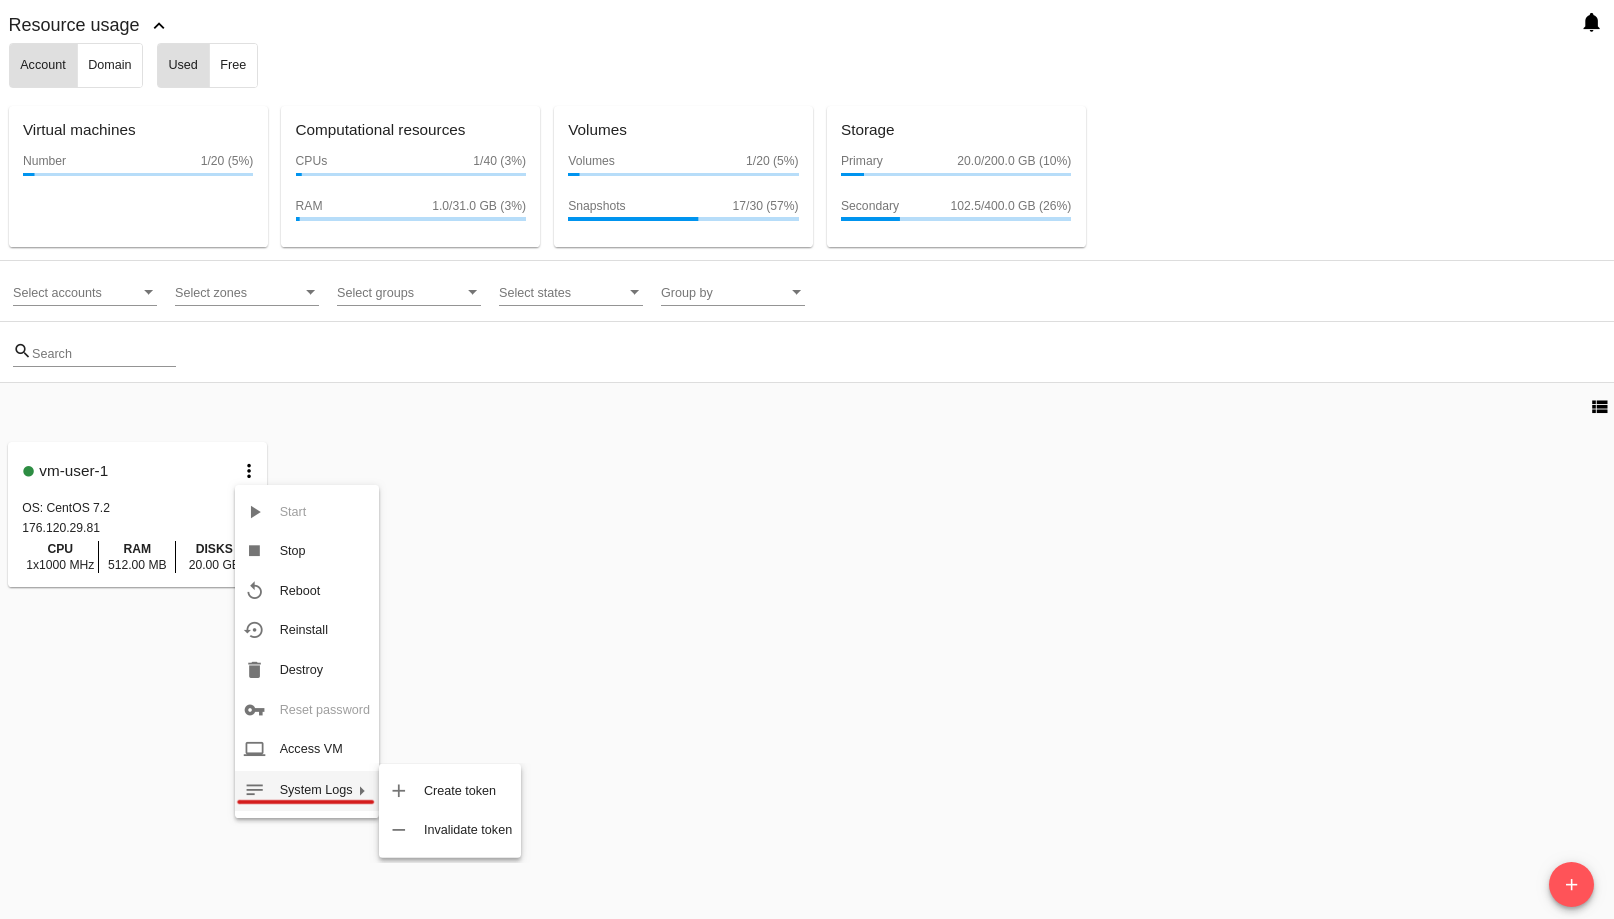 Resource usage
Account Domain Used Free
Virtual machines
Number 1/20 (5%)
Computational resources
CPUs 1/40 (3%)
RAM 1.0/31.0 GB (3%)
Volumes
Volumes 1/20 (5%)
Snapshots 17/30 (57%)
Storage
Primary 20.0/200.0 GB (10%)
Secondary 102.5/400.0 GB (26%)
Select accounts Select zones Select groups Select states Group by
Search
vm-user-1
OS: CentOS 7.2
176.120.29.81
CPU RAM DISKS
1x1000 MHz 512.00 MB 20.00 
Start
Stop
Reboot
Reinstall
Destroy
Reset password
Access VM
System Logs
Create token
Invalidate token